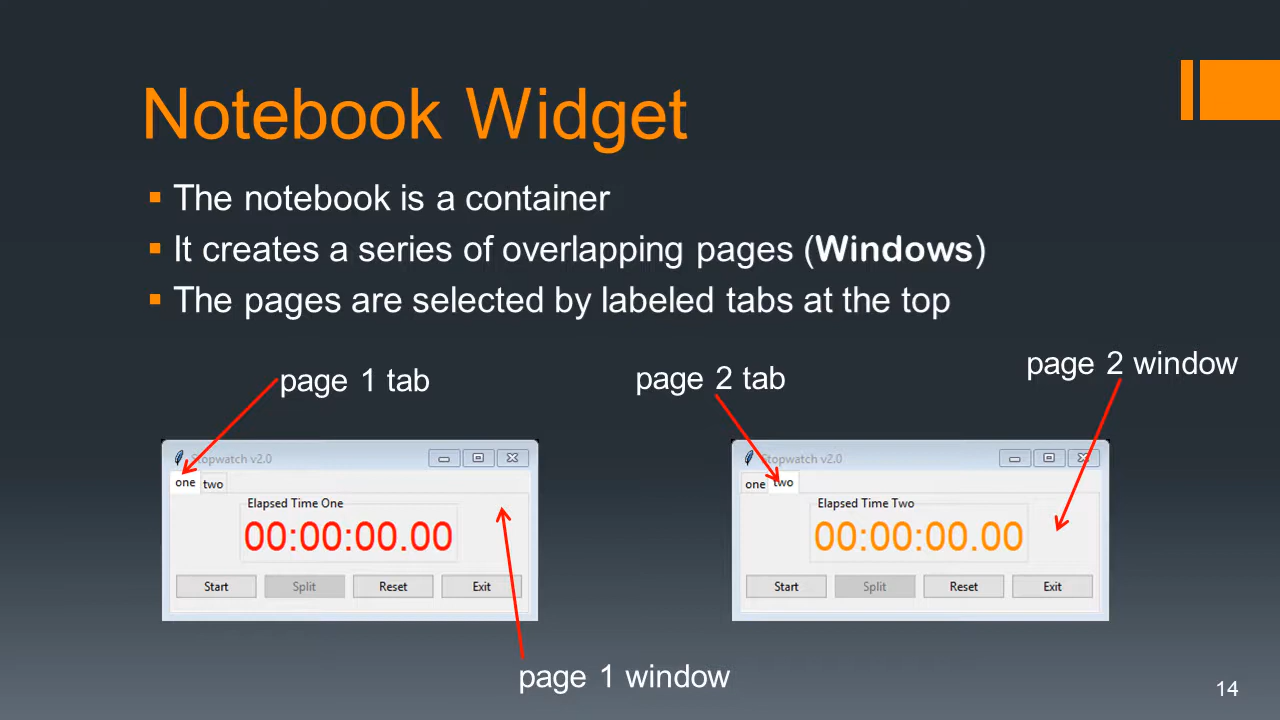 Notebook Widget
The notebook is a container
It creates a series of overlapping pages (Windows)
The pages are selected by labeled tabs at the top
page 1 tab
page 2 tab
page 2 window
Stopwatch v2.0
one two
Elapsed Time One
00:00:00.00
Start Split Reset Exit
Stopwatch v2.0
one two
Elapsed Time Two
00:00:00.00
Start Split Reset Exit
page 1 window
14